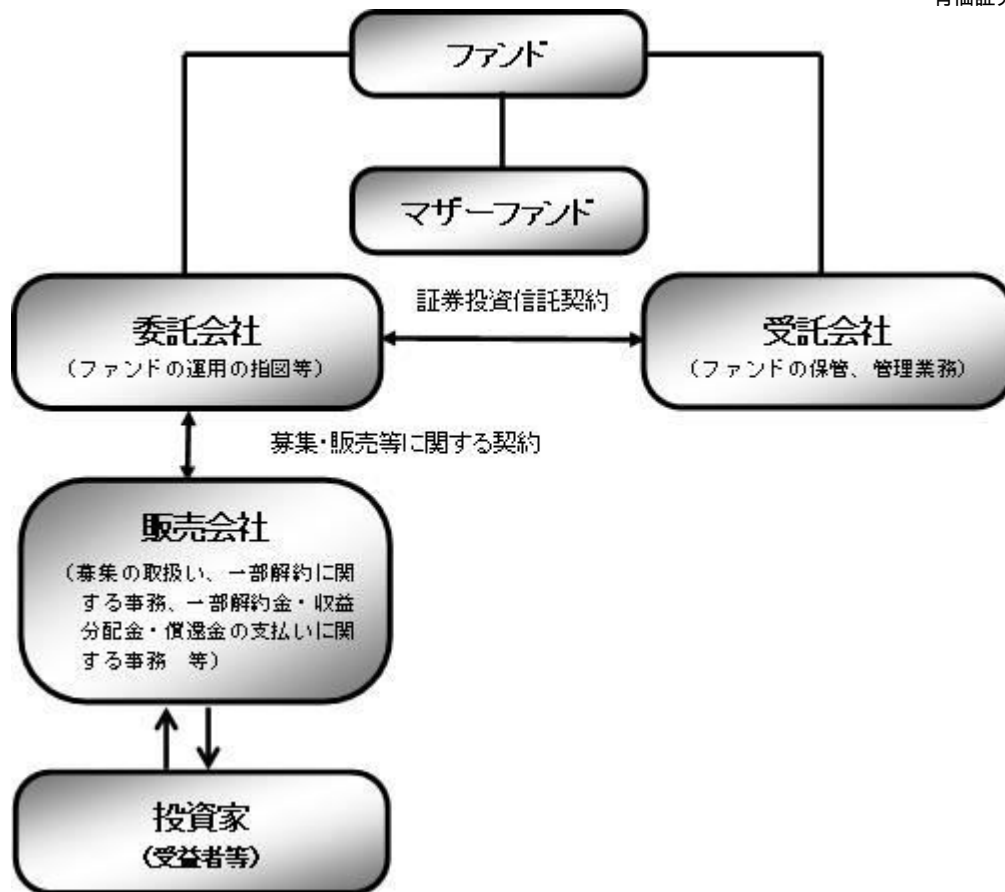 ファンド
マザーファンド
証券投資信託契約
委託会社
（ファンドの運用の指図等）
受託会社
（ファンドの保管、管理業務）
募集・販売等に関する契約
販売会社
（募集の取扱い、一部解約に関
する事務、一部解約金・収益
分配金・償還金の支払いに関
する事務　等）
投資家
（受益者等）